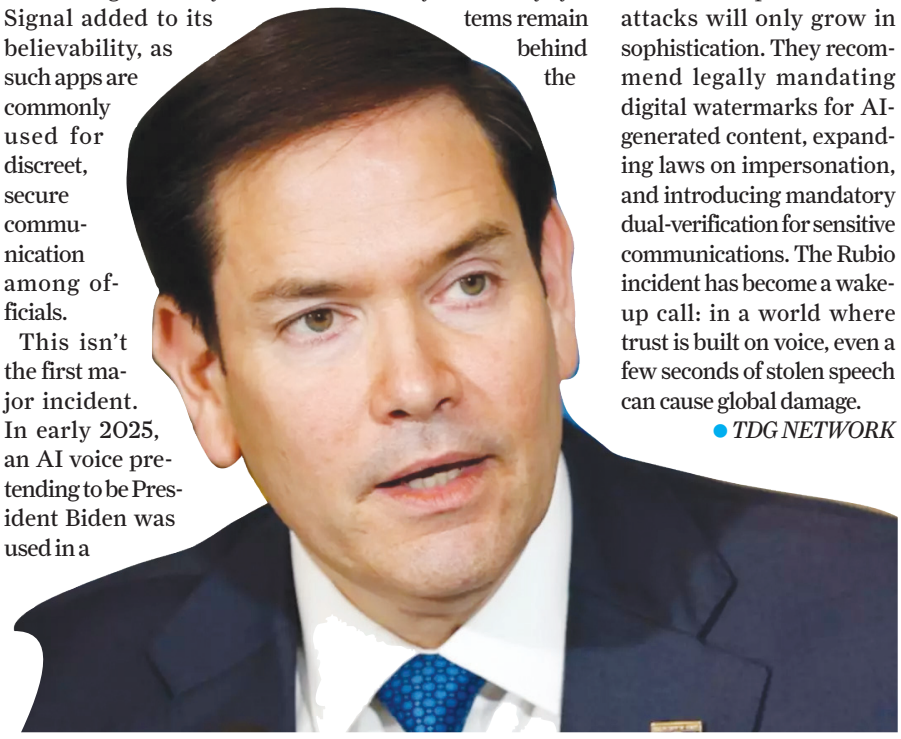 Signal added to its
believability, as
such apps are
commonly
used for
discreet,
secure
commu-
nication
among of-
ficials.
This isn't
the first ma-
jor incident.
In early 2025,
an AI voice pre-
tending to be Pres-
ident Biden was
used in a
tems remain
behind
the
attacks will only grow in
sophistication. They recom-
mend legally mandating
digital watermarks for AI-
generated content, expand-
ing laws on impersonation,
and introducing mandatory
dual-verification for sensitive
communications. The Rubio
incident has become a wake-
up call: in a world where
trust is built on voice, even a
few seconds of stolen speech
can cause global damage.
● TDG NETWORK